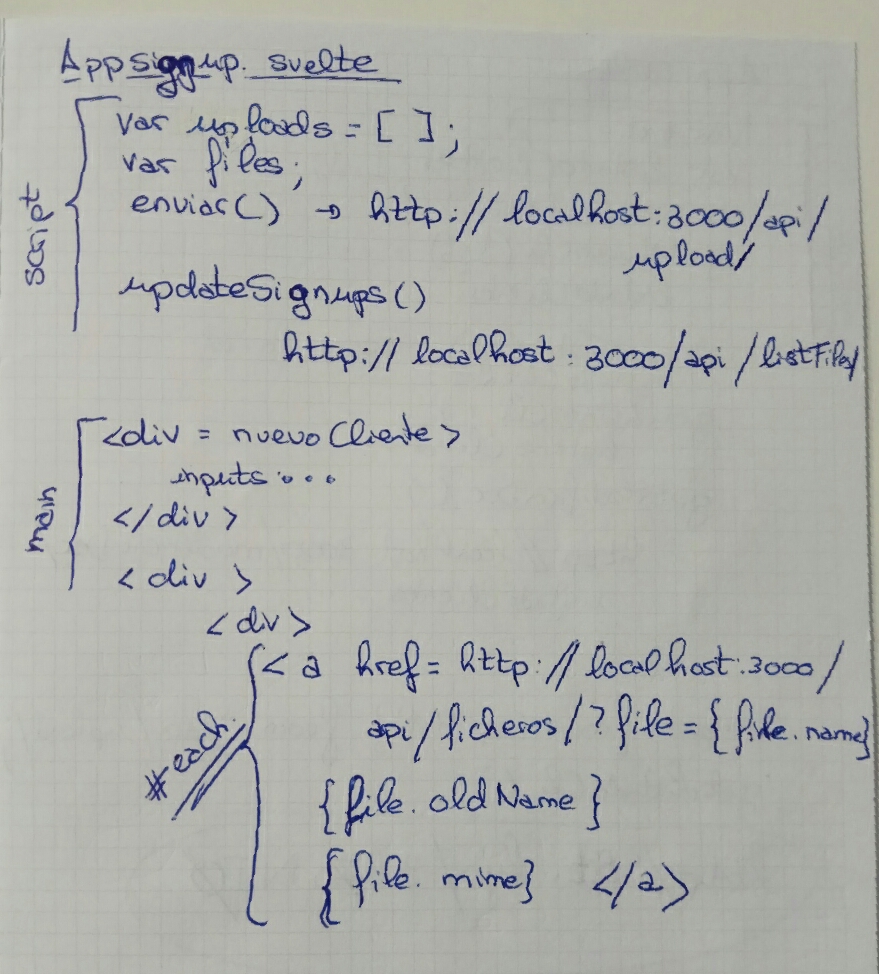 AppSignup.svelte
script
var uploads = [ ];
var files;
enviar() → http://localhost:3000/api/
upload/
updateSignups()
http://localhost:3000/api/listFiles/
main
<div = nuevoCliente>
inputs...
</div>
<div>
<div>
#each
<a href= http://localhost:3000/
api/ficheros/?file={file.name}
{file.oldName}
{file.mime} </a>